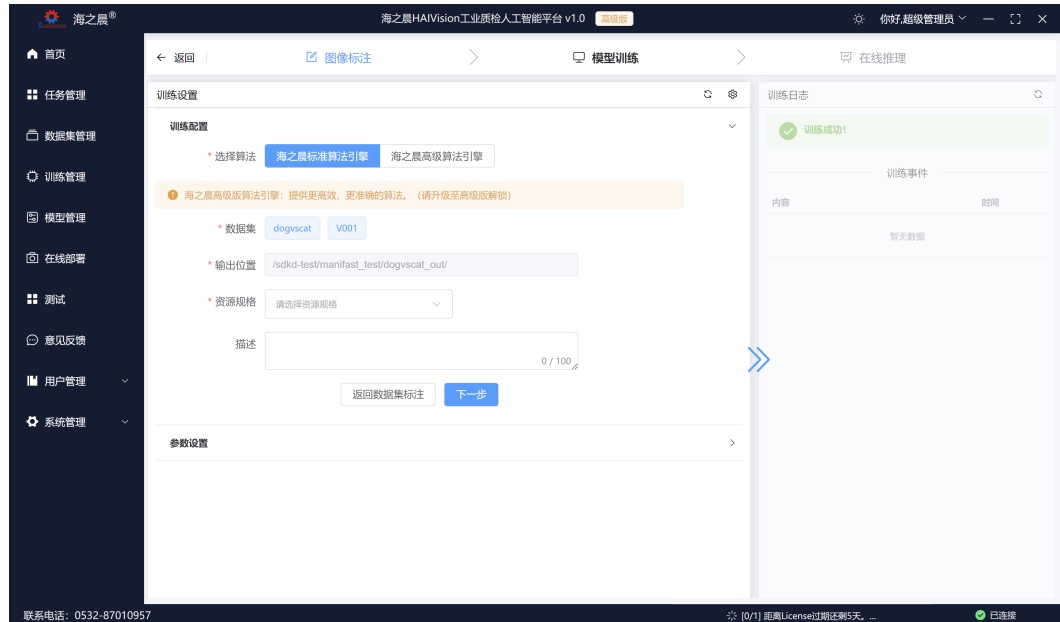 海之晨®
海之晨HAIVision工业质检人工智能平台 v1.0 高级版
你好,超级管理员
首页
任务管理
数据集管理
训练管理
模型管理
在线部署
测试
意见反馈
用户管理
系统管理
返回
图像标注
模型训练
在线推理
训练设置
训练配置
* 选择算法 海之晨标准算法引擎 海之晨高级算法引擎
海之晨高级版算法引擎：提供更高效、更准确的算法。（请升级至高级版解锁）
* 数据集 dogvscat V001
* 输出位置 /sdkd-test/manifast_test/dogvscat_out/
* 资源规格 请选择资源规格
描述
0 / 100
返回数据集标注 下一步
参数设置
训练日志
训练成功！
训练事件
内容 时间
暂无数据
联系电话：0532-87010957
[0/1] 距离License过期还剩5天。...
已连接